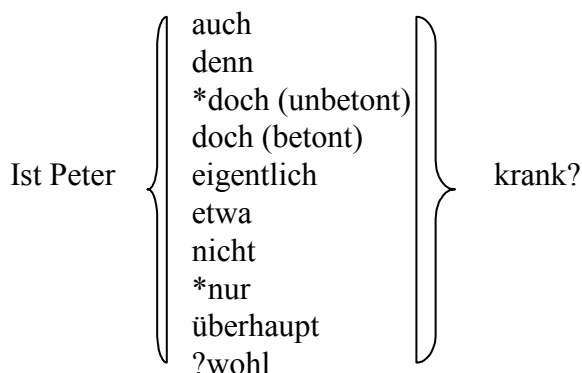 auch
denn
*doch (unbetont)
doch (betont)
Ist Peter eigentlich krank?
etwa
nicht
*nur
überhaupt
?wohl